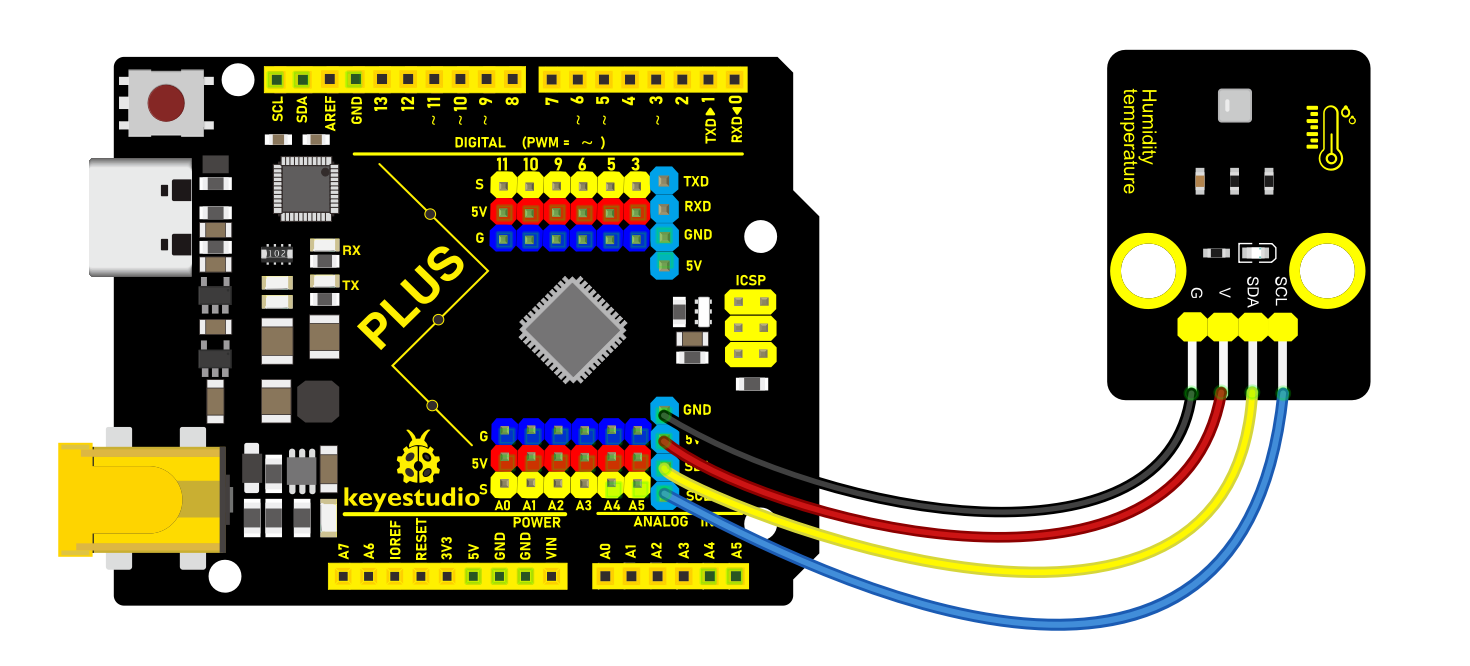 SCL SDA AREF GND 13 12 ~11 ~10 ~9 8 7 ~6 ~5 4 ~3 2 TXD▶1 RXD◀0
DIGITAL (PWM = ~ )
11 10 9 6 5 3
S
5V
G
TXD
RXD
GND
5V
102
RX
TX
PLUS
ICSP
GND
5V
G
5V
S
A0 A1 A2 A3 A4 A5
keyestudio
POWER
ANALOG
A7 A6 IOREF RESET 3V3 5V GND GND VIN
A0 A1 A2 A3 A4 A5
Humidity
temperature
G V SDA SCL